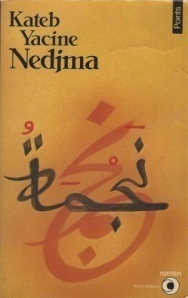 Kateb
Yacine
Nedjma
Points
نجمة
roman